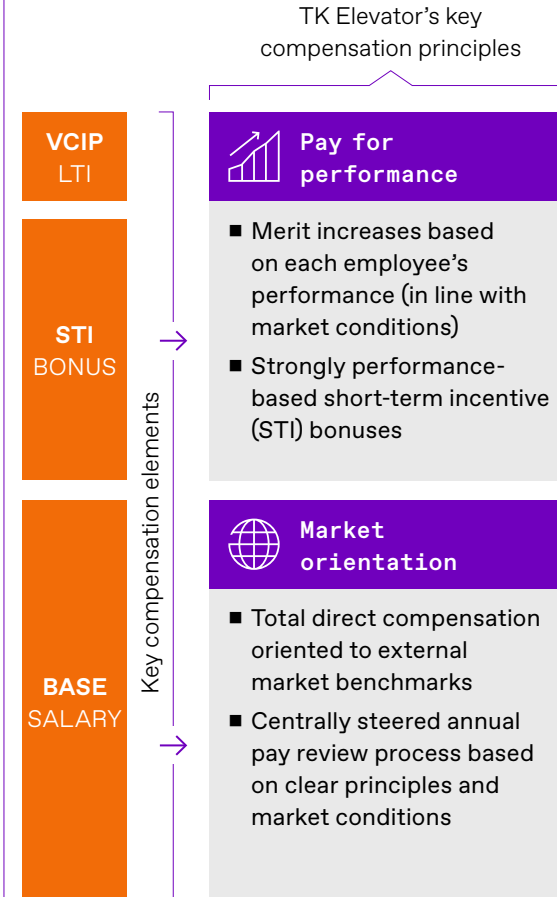 TK Elevator’s key
compensation principles
VCIP
LTI
STI
BONUS
BASE
SALARY
Key compensation elements
Pay for
performance
■ Merit increases based
on each employee’s
performance (in line with
market conditions)
■ Strongly performance-
based short-term incentive
(STI) bonuses
Market
orientation
■ Total direct compensation
oriented to external
market benchmarks
■ Centrally steered annual
pay review process based
on clear principles and
market conditions